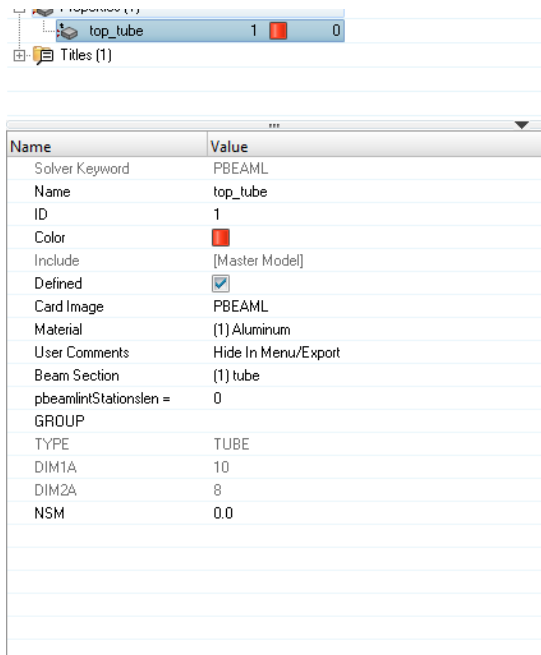 Properties (1)
top_tube 1 0
Titles (1)
Name Value
Solver Keyword PBEAML
Name top_tube
ID 1
Color
Include [Master Model]
Defined
Card Image PBEAML
Material (1) Aluminum
User Comments Hide In Menu/Export
Beam Section (1) tube
pbeamlintStationslen = 0
GROUP
TYPE TUBE
DIM1A 10
DIM2A 8
NSM 0.0